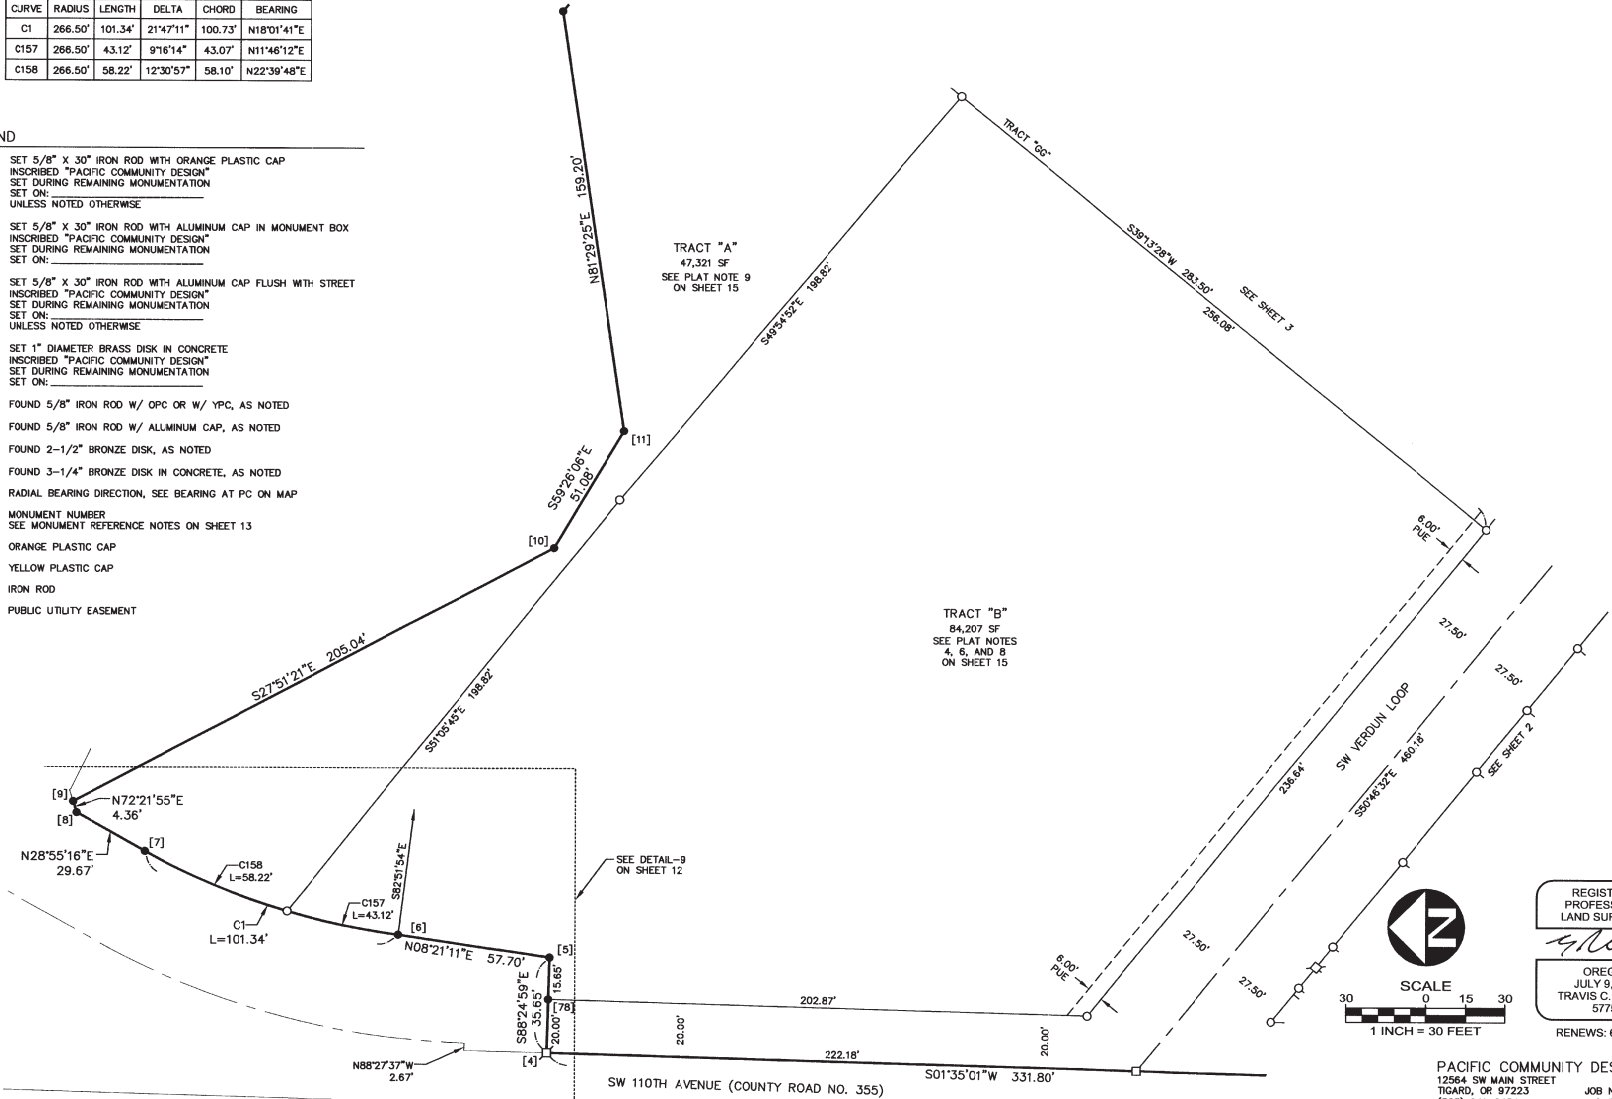 CURVE RADIUS LENGTH DELTA CHORD BEARING
C1 266.50' 101.34' 21°47'11" 100.73' N18°01'41"E
C157 266.50' 43.12' 9°16'14" 43.07' N11°46'12"E
C158 266.50' 58.22' 12°30'57" 58.10' N22°39'48"E
ND
SET 5/8" X 30" IRON ROD WITH ORANGE PLASTIC CAP
INSCRIBED "PACIFIC COMMUNITY DESIGN"
SET DURING REMAINING MONUMENTATION
SET ON:
UNLESS NOTED OTHERWISE
SET 5/8" X 30" IRON ROD WITH ALUMINUM CAP IN MONUMENT BOX
INSCRIBED "PACIFIC COMMUNITY DESIGN"
SET DURING REMAINING MONUMENTATION
SET ON:
SET 5/8" X 30" IRON ROD WITH ALUMINUM CAP FLUSH WITH STREET
INSCRIBED "PACIFIC COMMUNITY DESIGN"
SET DURING REMAINING MONUMENTATION
SET ON:
UNLESS NOTED OTHERWISE
SET 1" DIAMETER BRASS DISK IN CONCRETE
INSCRIBED "PACIFIC COMMUNITY DESIGN"
SET DURING REMAINING MONUMENTATION
SET ON:
FOUND 5/8" IRON ROD W/ OPC OR W/ YPC, AS NOTED
FOUND 5/8" IRON ROD W/ ALUMINUM CAP, AS NOTED
FOUND 2-1/2" BRONZE DISK, AS NOTED
FOUND 3-1/4" BRONZE DISK IN CONCRETE, AS NOTED
RADIAL BEARING DIRECTION, SEE BEARING AT PC ON MAP
MONUMENT NUMBER
SEE MONUMENT REFERENCE NOTES ON SHEET 13
ORANGE PLASTIC CAP
YELLOW PLASTIC CAP
IRON ROD
PUBLIC UTILITY EASEMENT
N81°29'25"E 159.20'
TRACT "A"
47,321 SF
SEE PLAT NOTE 9
ON SHEET 15
S49°54'52"E 198.82'
TRACT "GG"
S39°13'28"W 283.50'
256.08'
SEE SHEET 3
[11]
S59°26'06"E
51.08'
[10]
S27°51'21"E 205.04'
S51°05'45"E 198.82'
TRACT "B"
84,207 SF
SEE PLAT NOTES
4, 6, AND 8
ON SHEET 15
6.00'
PUE
27.50'
27.50'
SW VERDUN LOOP
S50°46'32"E 460.18'
SEE SHEET 2
236.64'
[9]
N72°21'55"E
4.36'
[8]
[7]
N28°55'16"E
29.67'
C158
L=58.22'
C1
L=101.34'
C157
L=43.12'
S82°51'54"E
[6]
N08°21'11"E 57.70'
SEE DETAIL-9
ON SHEET 12
[5]
15.65'
S88°24'59"E
35.65'
[78]
20.00'
[4]
N88°27'37"W
2.67'
202.87'
20.00'
20.00'
222.18'
S01°35'01"W 331.80'
SW 110TH AVENUE (COUNTY ROAD NO. 355)
6.00'
PUE
27.50'
27.50'
N
SCALE
30 0 15 30
1 INCH = 30 FEET
REGIST
PROFESS
LAND SUR
OREG
JULY 9,
TRAVIS C.
577
RENEWS: 6
PACIFIC COMMUNITY DES
12564 SW MAIN STREET
TIGARD, OR 97223 JOB N